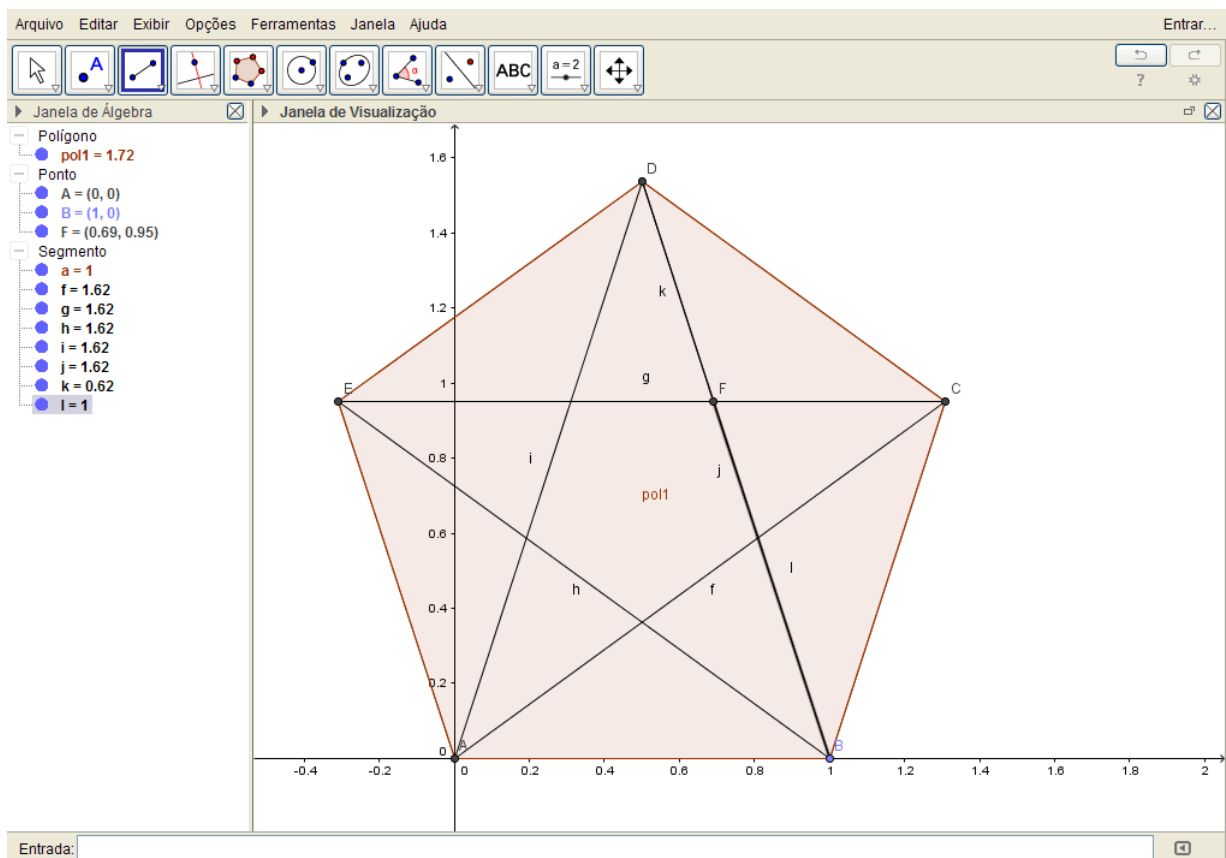 Arquivo Editar Exibir Opções Ferramentas Janela Ajuda Entrar...
A ABC a=2 α
?
Janela de Álgebra
Janela de Visualização
Polígono
pol1 = 1.72
Ponto
A = (0, 0)
B = (1, 0)
F = (0.69, 0.95)
Segmento
a = 1
f = 1.62
g = 1.62
h = 1.62
i = 1.62
j = 1.62
k = 0.62
l = 1
D
1.6
1.4
k
1.2
g
E
1
F
C
0.8
i
j
pol1
0.6
l
h
f
0.4
0.2
0
A
B
-0.4 -0.2 0 0.2 0.4 0.6 0.8 1 1.2 1.4 1.6 1.8 2
Entrada: